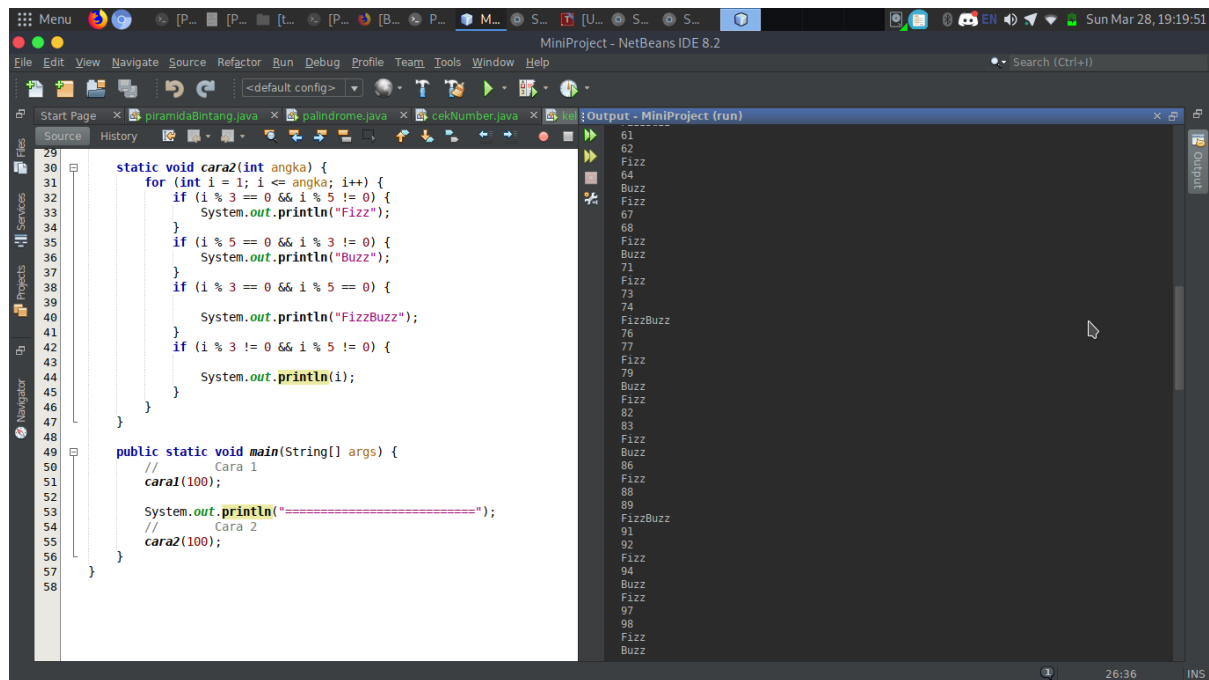 Menu [P... [P... [t... [P... [B... P... M... S... [U... S... S... EN Sun Mar 28, 19:19:51
MiniProject - NetBeans IDE 8.2
File Edit View Navigate Source Refactor Run Debug Profile Team Tools Window Help Search (Ctrl+I)
<default config>
Start Page piramidaBintang.java palindrome.java cekNumber.java kel
Source History
Files
Services
Projects
Navigator
29
30 static void cara2(int angka) {
31 for (int i = 1; i <= angka; i++) {
32 if (i % 3 == 0 && i % 5 != 0) {
33 System.out.println("Fizz");
34 }
35 if (i % 5 == 0 && i % 3 != 0) {
36 System.out.println("Buzz");
37 }
38 if (i % 3 == 0 && i % 5 == 0) {
39
40 System.out.println("FizzBuzz");
41 }
42 if (i % 3 != 0 && i % 5 != 0) {
43
44 System.out.println(i);
45 }
46 }
47 }
48
49 public static void main(String[] args) {
50 // Cara 1
51 cara1(100);
52
53 System.out.println("===========================");
54 // Cara 2
55 cara2(100);
56 }
57 }
58
Output - MiniProject (run)
61
62
Fizz
64
Buzz
Fizz
67
68
Fizz
Buzz
71
Fizz
73
74
FizzBuzz
76
77
Fizz
79
Buzz
Fizz
82
83
Fizz
Buzz
86
Fizz
88
89
FizzBuzz
91
92
Fizz
94
Buzz
Fizz
97
98
Fizz
Buzz
Output
1 26:36 INS